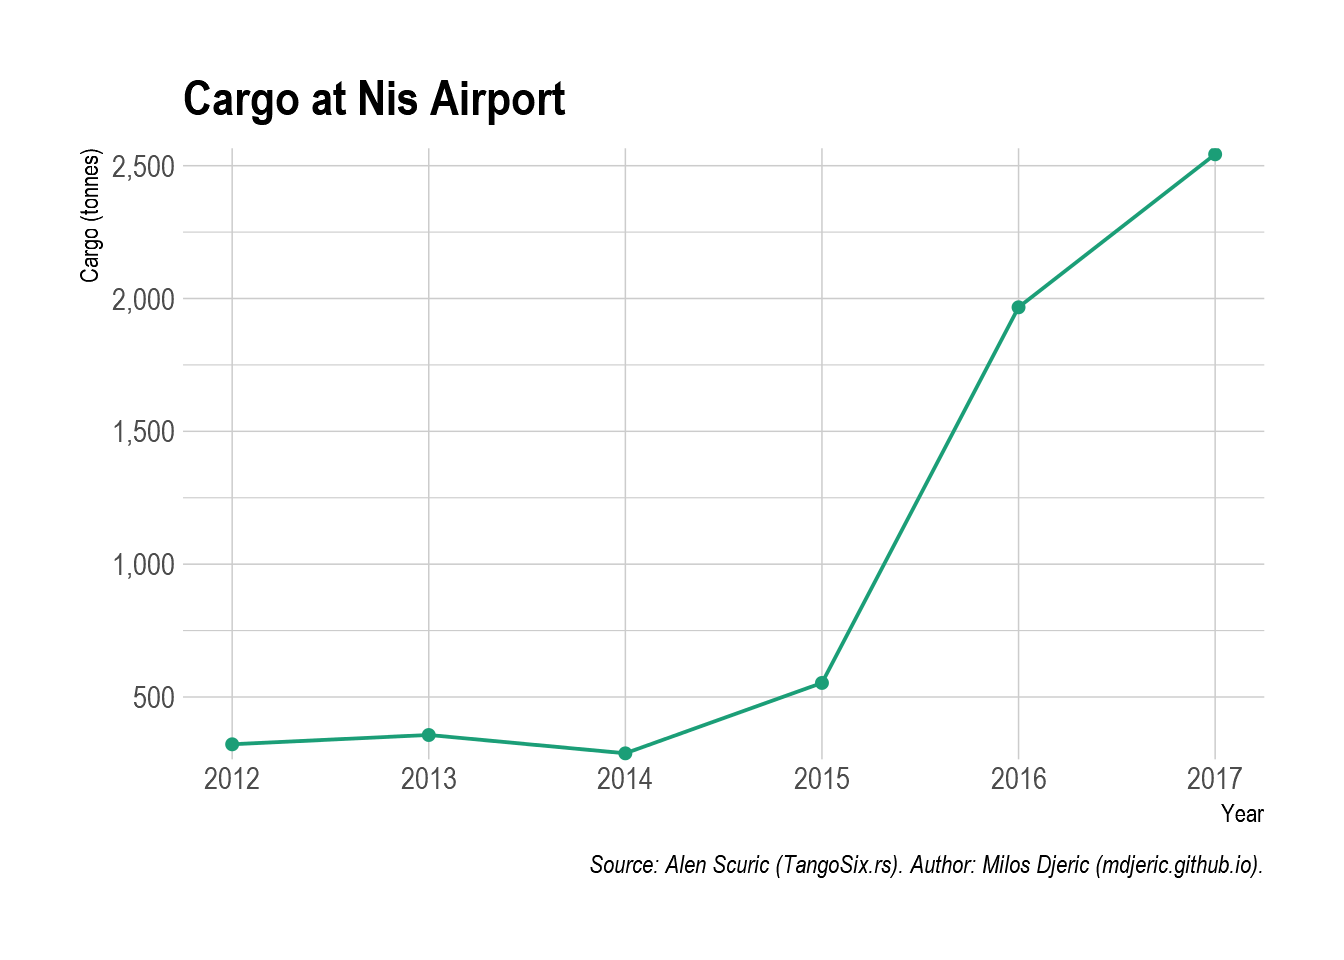 Cargo at Nis Airport
Cargo (tonnes)
2,500
2,000
1,500
1,000
500
2012 2013 2014 2015 2016 2017
Year
Source: Alen Scuric (TangoSix.rs). Author: Milos Djeric (mdjeric.github.io).